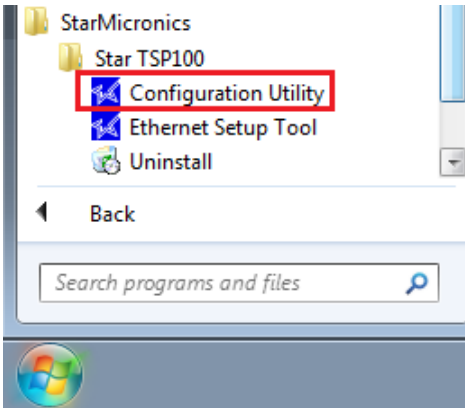 StarMicronics
Star TSP100
Configuration Utility
Ethernet Setup Tool
Uninstall
Back
Search programs and files